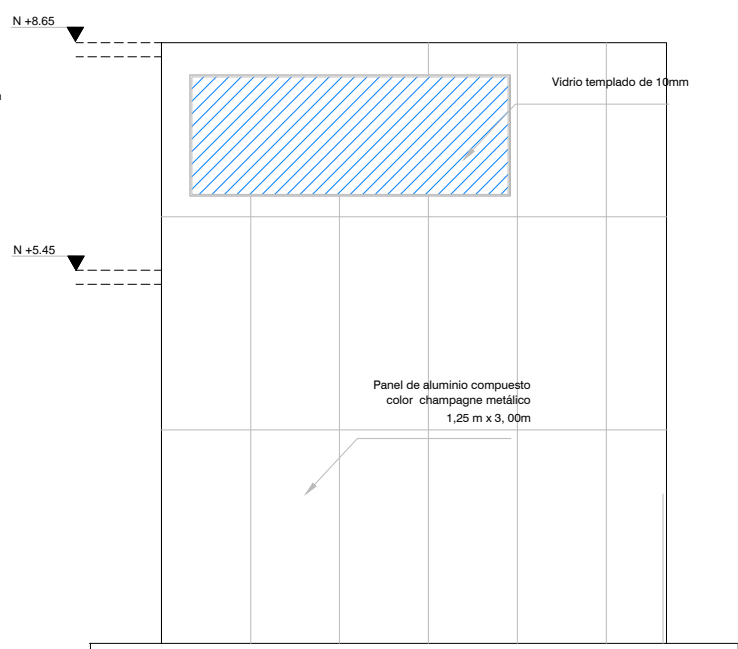 N +8.65
Vidrio templado de 10mm
N +5.45
Panel de aluminio compuesto
color champagne metálico
1,25 m x 3, 00m